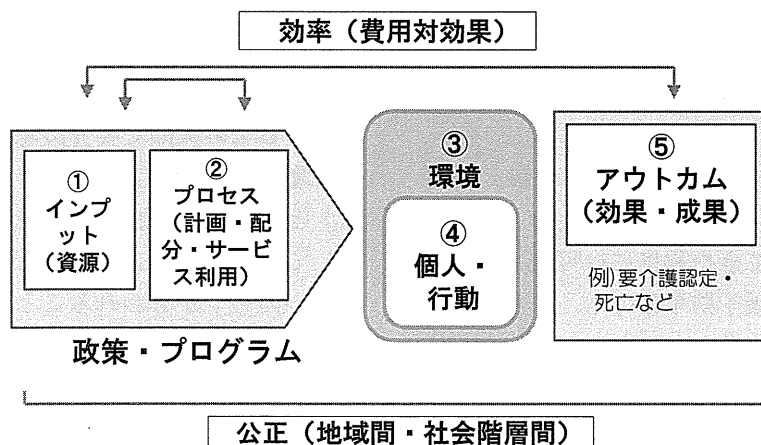 効率（費用対効果）
①
インプ
ット
（資源）
②
プロセス
（計画・配
分・サービ
ス利用）
政策・プログラム
③
環境
④
個人・
行動
⑤
アウトカム
（効果・成果）
例）要介護認定・
死亡など
公正（地域間・社会階層間）